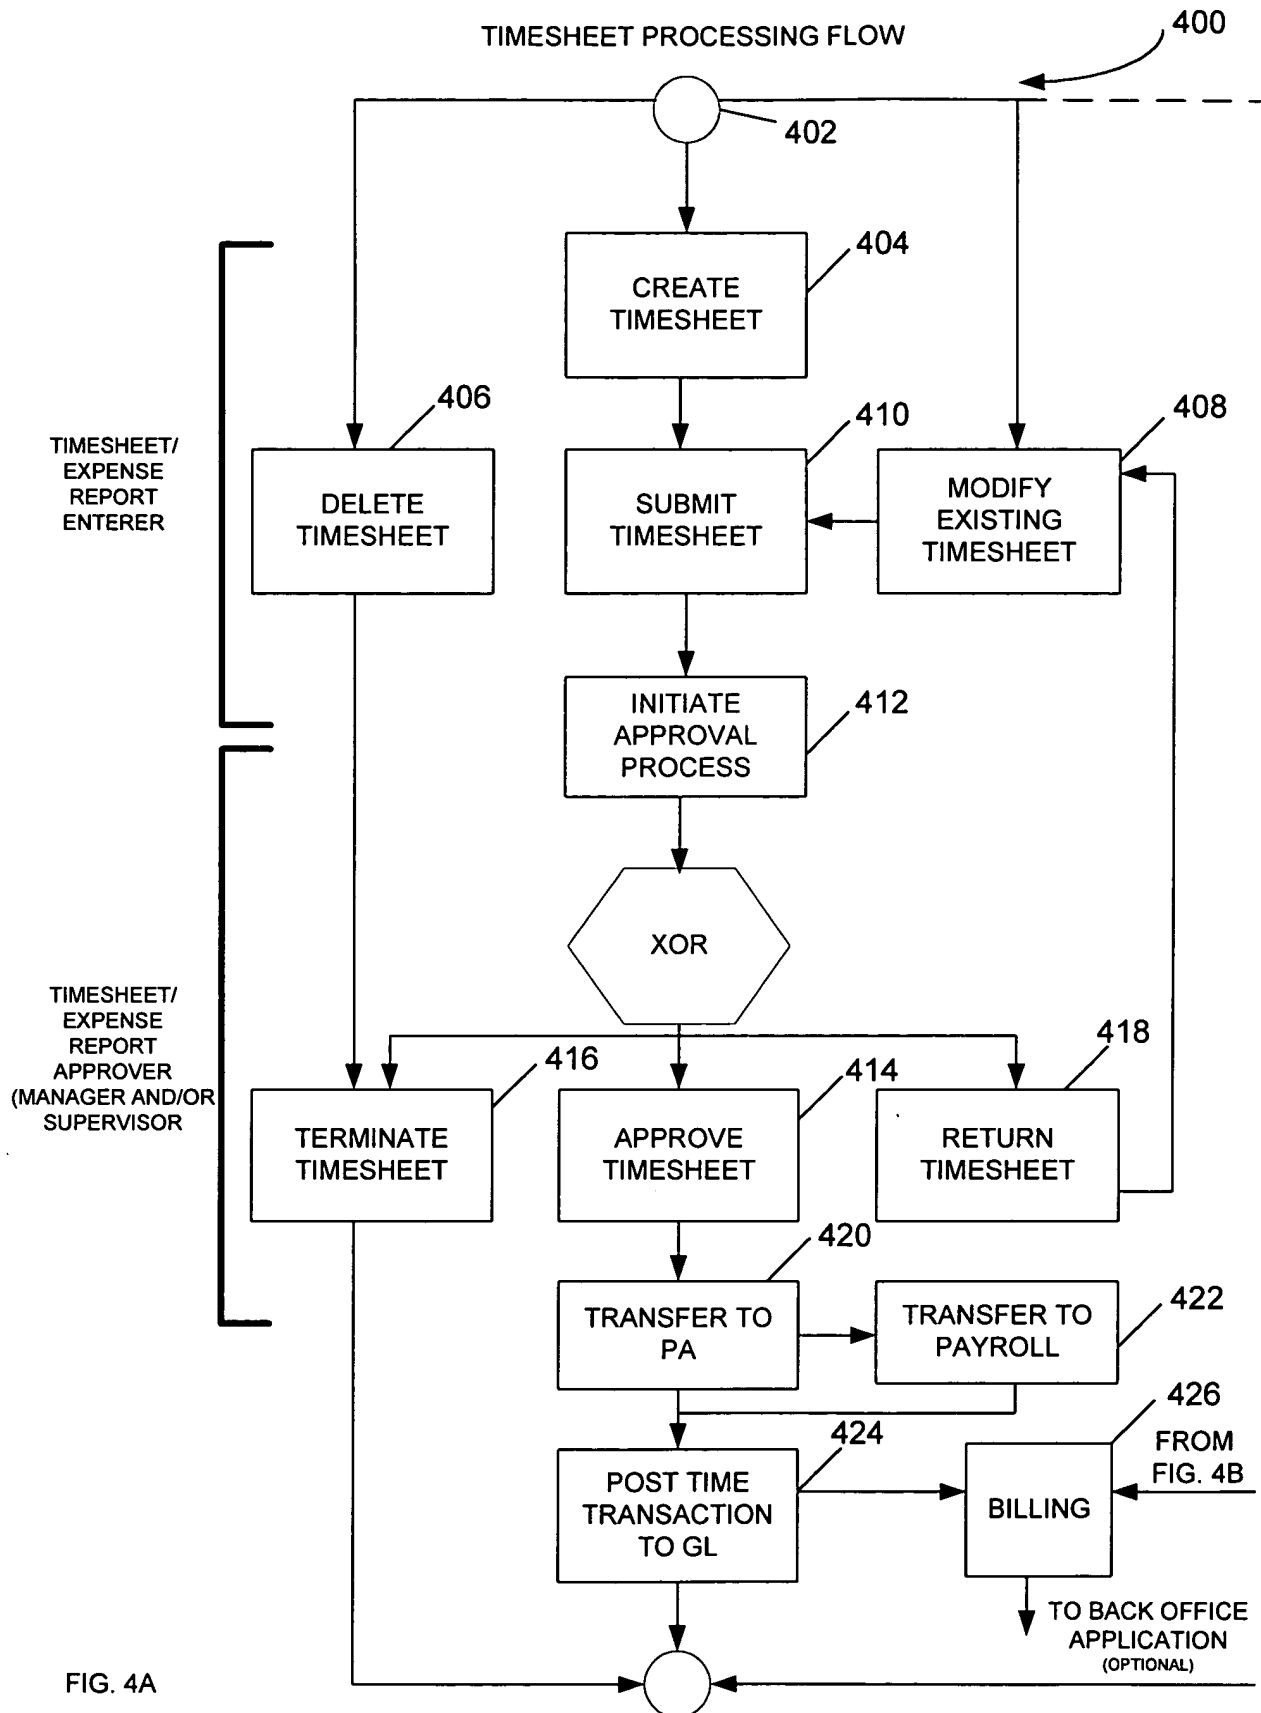 TIMESHEET PROCESSING FLOW
400
402
404
CREATE
TIMESHEET
406
410
408
TIMESHEET/
EXPENSE
REPORT
ENTERER
DELETE
TIMESHEET
SUBMIT
TIMESHEET
MODIFY
EXISTING
TIMESHEET
INITIATE
APPROVAL
PROCESS
412
XOR
TIMESHEET/
EXPENSE
REPORT
APPROVER
(MANAGER AND/OR
SUPERVISOR
416
414
418
TERMINATE
TIMESHEET
APPROVE
TIMESHEET
RETURN
TIMESHEET
420
TRANSFER TO
PA
TRANSFER TO
PAYROLL
422
424
426
FROM
FIG. 4B
POST TIME
TRANSACTION
TO GL
BILLING
TO BACK OFFICE
APPLICATION
(OPTIONAL)
FIG. 4A